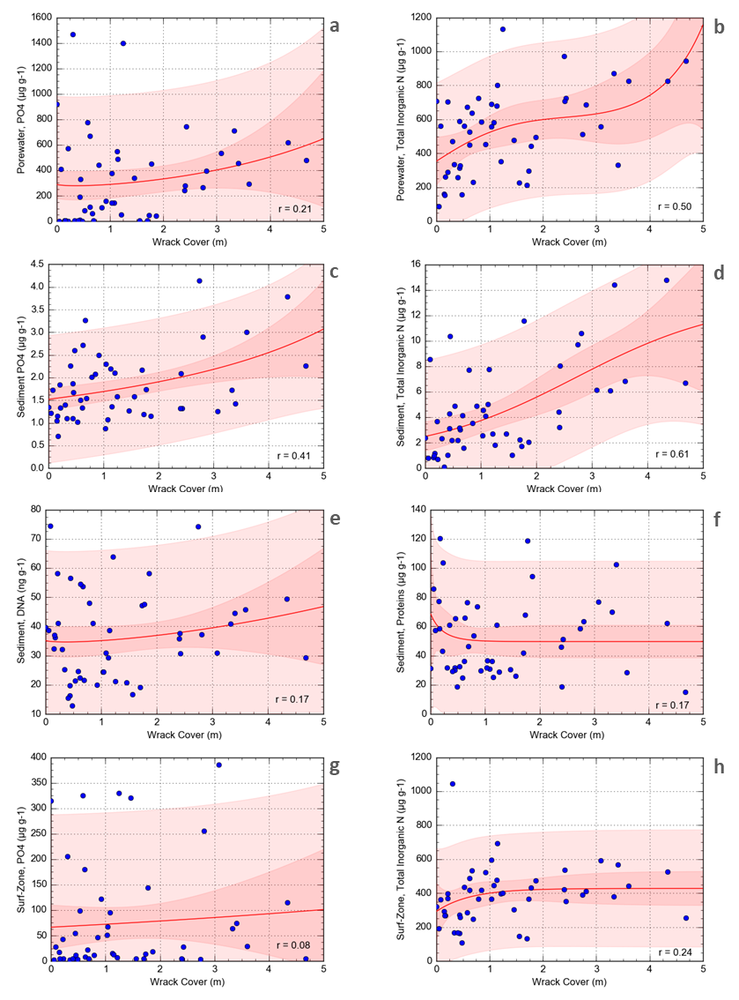 a
1600
1400
1200
1000
800
600
400
200
0
Porewater, PO4 (µg g-1)
r = 0.21
0 1 2 3 4 5
Wrack Cover (m)
b
1200
1000
800
600
400
200
0
Porewater, Total Inorganic N (µg g-1)
r = 0.50
0 1 2 3 4 5
Wrack Cover (m)
c
4.5
4.0
3.5
3.0
2.5
2.0
1.5
1.0
0.5
0.0
Sediment PO4 (µg g-1)
r = 0.41
0 1 2 3 4 5
Wrack Cover (m)
d
16
14
12
10
8
6
4
2
0
Sediment, Total Inorganic N (µg g-1)
r = 0.61
0 1 2 3 4 5
Wrack Cover (m)
e
80
70
60
50
40
30
20
10
Sediment, DNA (ng g-1)
r = 0.17
0 1 2 3 4 5
Wrack Cover (m)
f
140
120
100
80
60
40
20
0
Sediment, Proteins (µg g-1)
r = 0.17
0 1 2 3 4 5
Wrack Cover (m)
g
400
350
300
250
200
150
100
50
0
Surf-Zone, PO4 (µg g-1)
r = 0.08
0 1 2 3 4 5
Wrack Cover (m)
h
1200
1000
800
600
400
200
0
Surf-Zone, Total Inorganic N (µg g-1)
r = 0.24
0 1 2 3 4 5
Wrack Cover (m)